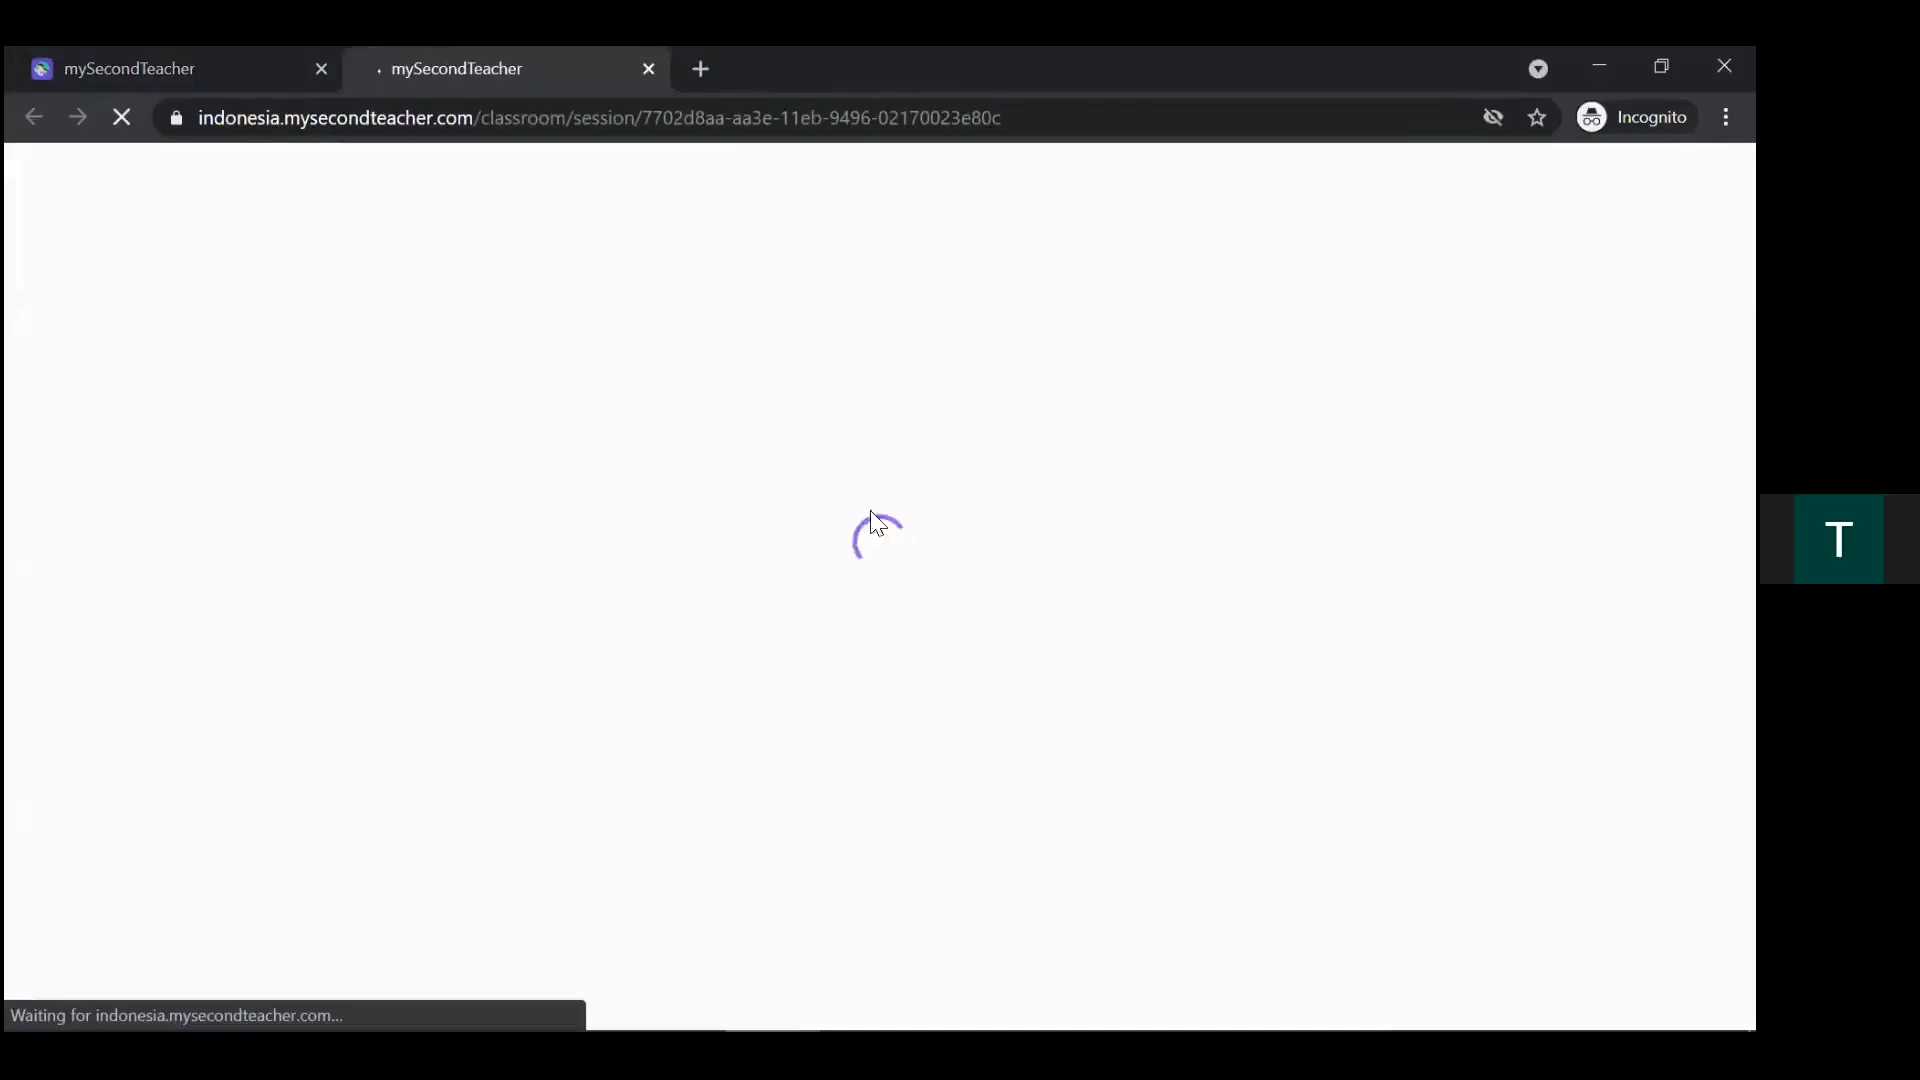 mySecondTeacher
mySecondTeacher
indonesia.mysecondteacher.com/classroom/session/7702d8aa-aa3e-11eb-9496-02170023e80c
Incognito
T
Waiting for indonesia.mysecondteacher.com...